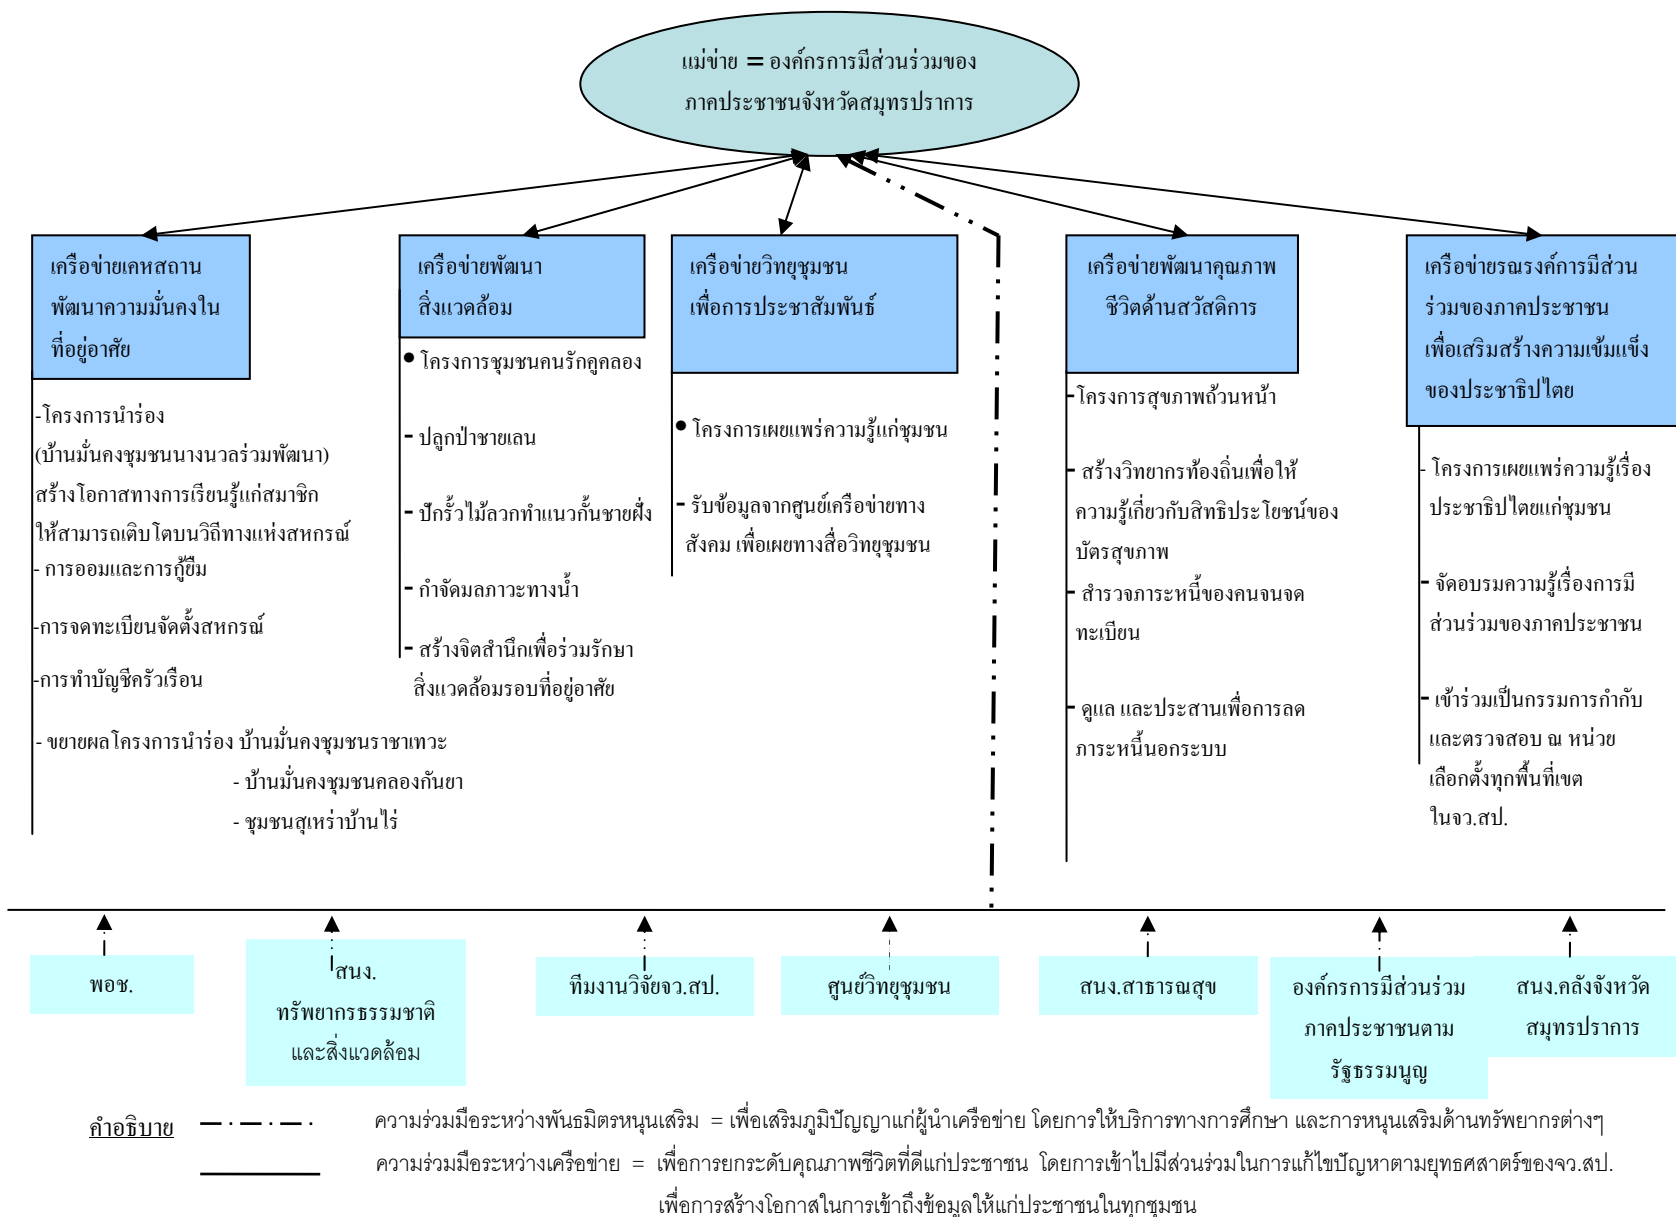 แม่ข่าย = องค์กรการมีส่วนร่วมของ
ภาคประชาชนจังหวัดสมุทรปราการ
เครือข่ายเคหสถาน
พัฒนาความมั่นคงใน
ที่อยู่อาศัย
-โครงการนำร่อง
(บ้านมั่นคงชุมชนนางนวลร่วมพัฒนา)
สร้างโอกาสทางการเรียนรู้แก่สมาชิก
ให้สามารถเติบโตบนวิถีทางแห่งสหกรณ์
- การออมและการกู้ยืม
-การจดทะเบียนจัดตั้งสหกรณ์
-การทำบัญชีครัวเรือน
- ขยายผลโครงการนำร่อง บ้านมั่นคงชุมชนราชาเทวะ
- บ้านมั่นคงชุมชนคลองกันยา
- ชุมชนสุเหร่าบ้านไร่
เครือข่ายพัฒนา
สิ่งแวดล้อม
● โครงการชุมชนคนรักคูคลอง
- ปลูกป่าชายเลน
- ปักรั้วไม้ลวกทำแนวกั้นชายฝั่ง
- กำจัดมลภาวะทางน้ำ
- สร้างจิตสำนึกเพื่อร่วมรักษา
สิ่งแวดล้อมรอบที่อยู่อาศัย
เครือข่ายวิทยุชุมชน
เพื่อการประชาสัมพันธ์
● โครงการเผยแพร่ความรู้แก่ชุมชน
- รับข้อมูลจากศูนย์เครือข่ายทาง
สังคม เพื่อเผยทางสื่อวิทยุชุมชน
เครือข่ายพัฒนาคุณภาพ
ชีวิตด้านสวัสดิการ
-โครงการสุขภาพถ้วนหน้า
- สร้างวิทยากรท้องถิ่นเพื่อให้
ความรู้เกี่ยวกับสิทธิประโยชน์ของ
บัตรสุขภาพ
- สำรวจภาระหนี้ของคนจนจด
ทะเบียน
- ดูแล และประสานเพื่อการลด
ภาระหนี้นอกระบบ
เครือข่ายรณรงค์การมีส่วน
ร่วมของภาคประชาชน
เพื่อเสริมสร้างความเข้มแข็ง
ของประชาธิปไตย
- โครงการเผยแพร่ความรู้เรื่อง
ประชาธิปไตยแก่ชุมชน
- จัดอบรมความรู้เรื่องการมี
ส่วนร่วมของภาคประชาชน
- เข้าร่วมเป็นกรรมการกำกับ
และตรวจสอบ ณ หน่วย
เลือกตั้งทุกพื้นที่เขต
ในจว.สป.
พอช.
สนง.
ทรัพยากรธรรมชาติ
และสิ่งแวดล้อม
ทีมงานวิจัยจว.สป.
ศูนย์วิทยุชุมชน
สนง.สาธารณสุข
องค์กรการมีส่วนร่วม
ภาคประชาชนตาม
รัฐธรรมนูญ
สนง.คลังจังหวัด
สมุทรปราการ
คำอธิบาย
ความร่วมมือระหว่างพันธมิตรหนุนเสริม = เพื่อเสริมภูมิปัญญาแก่ผู้นำเครือข่าย โดยการให้บริการทางการศึกษา และการหนุนเสริมด้านทรัพยากรต่างๆ
ความร่วมมือระหว่างเครือข่าย = เพื่อการยกระดับคุณภาพชีวิตที่ดีแก่ประชาชน โดยการเข้าไปมีส่วนร่วมในการแก้ไขปัญหาตามยุทธศาสตร์ของจว.สป.
เพื่อการสร้างโอกาสในการเข้าถึงข้อมูลให้แก่ประชาชนในทุกชุมชน